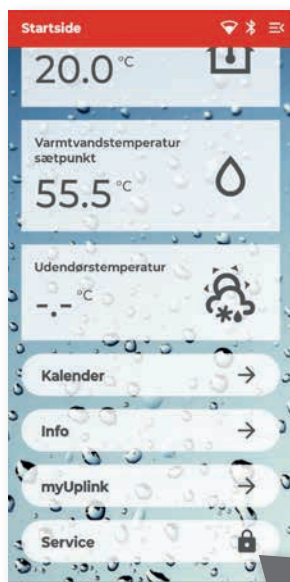 Startside
20.0 °C
Varmtvandstemperatur
sætpunkt
55.5 °C
Udendørstemperatur
-.- °C
Kalender
Info
myUplink
Service